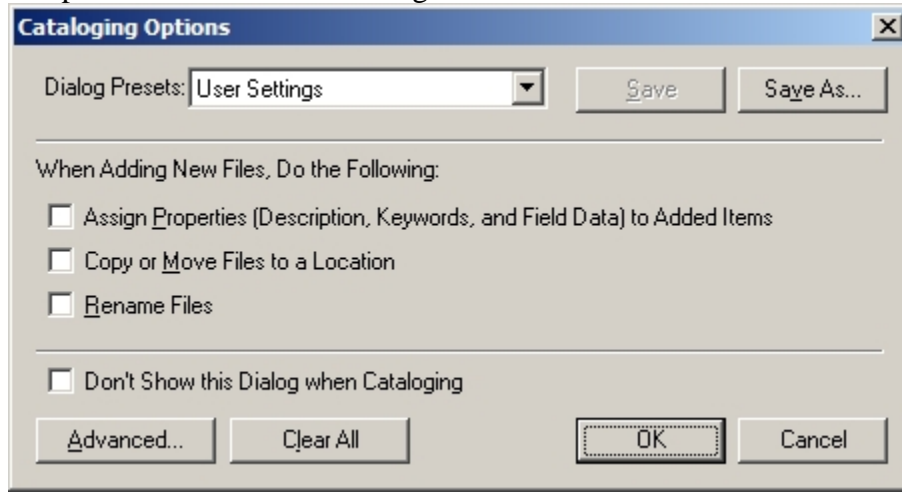 Cataloging Options
Dialog Presets: User Settings Save Save As...
When Adding New Files, Do the Following:
Assign Properties (Description, Keywords, and Field Data) to Added Items
Copy or Move Files to a Location
Rename Files
Don't Show this Dialog when Cataloging
Advanced... Clear All OK Cancel